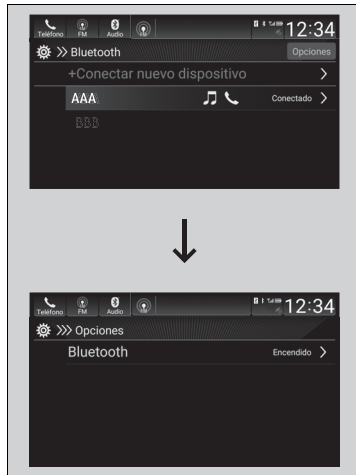 Teléfono FM Audio 12:34
Bluetooth Opciones
+Conectar nuevo dispositivo
AAA Conectado
BBB
Teléfono FM Audio 12:34
Opciones
Bluetooth Encendido